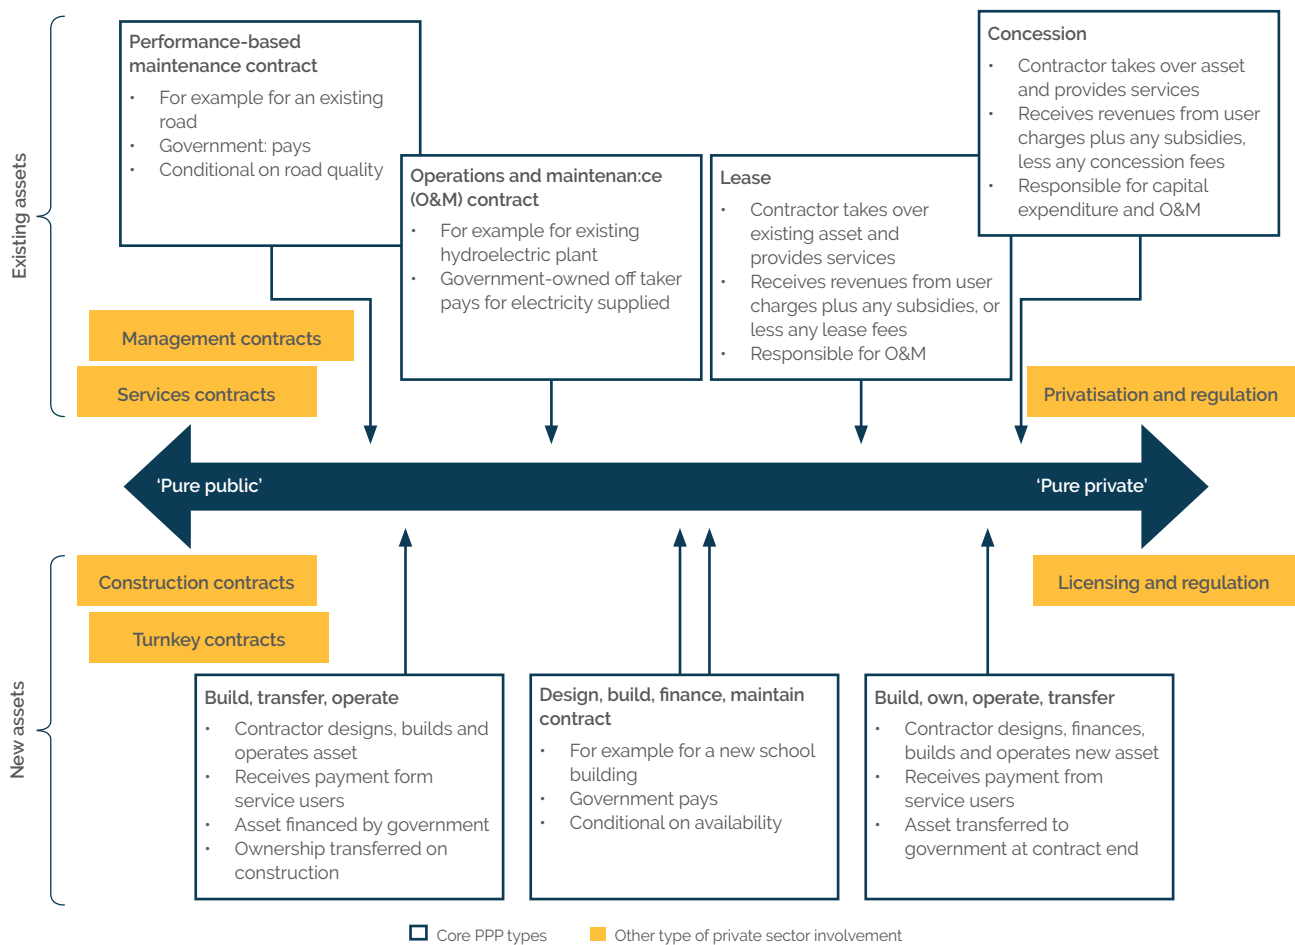 Existing assets
Performance-based
maintenance contract
• For example for an existing
road
• Government: pays
• Conditional on road quality
Operations and maintenan:ce
(O&M) contract
• For example for existing
hydroelectric plant
• Government-owned off taker
pays for electricity supplied
Lease
• Contractor takes over
existing asset and
provides services
• Receives revenues from user
charges plus any subsidies, or
less any lease fees
• Responsible for O&M
Concession
• Contractor takes over asset
and provides services
• Receives revenues from user
charges plus any subsidies,
less any concession fees
• Responsible for capital
expenditure and O&M
Management contracts
Services contracts
Privatisation and regulation
‘Pure public’
‘Pure private’
New assets
Construction contracts
Turnkey contracts
Licensing and regulation
Build, transfer, operate
• Contractor designs, builds and
operates asset
• Receives payment form
service users
• Asset financed by government
• Ownership transferred on
construction
Design, build, finance, maintain
contract
• For example for a new school
building
• Government pays
• Conditional on availability
Build, own, operate, transfer
• Contractor designs, finances,
builds and operates new asset
• Receives payment from
service users
• Asset transferred to
government at contract end
Core PPP types
Other type of private sector involvement